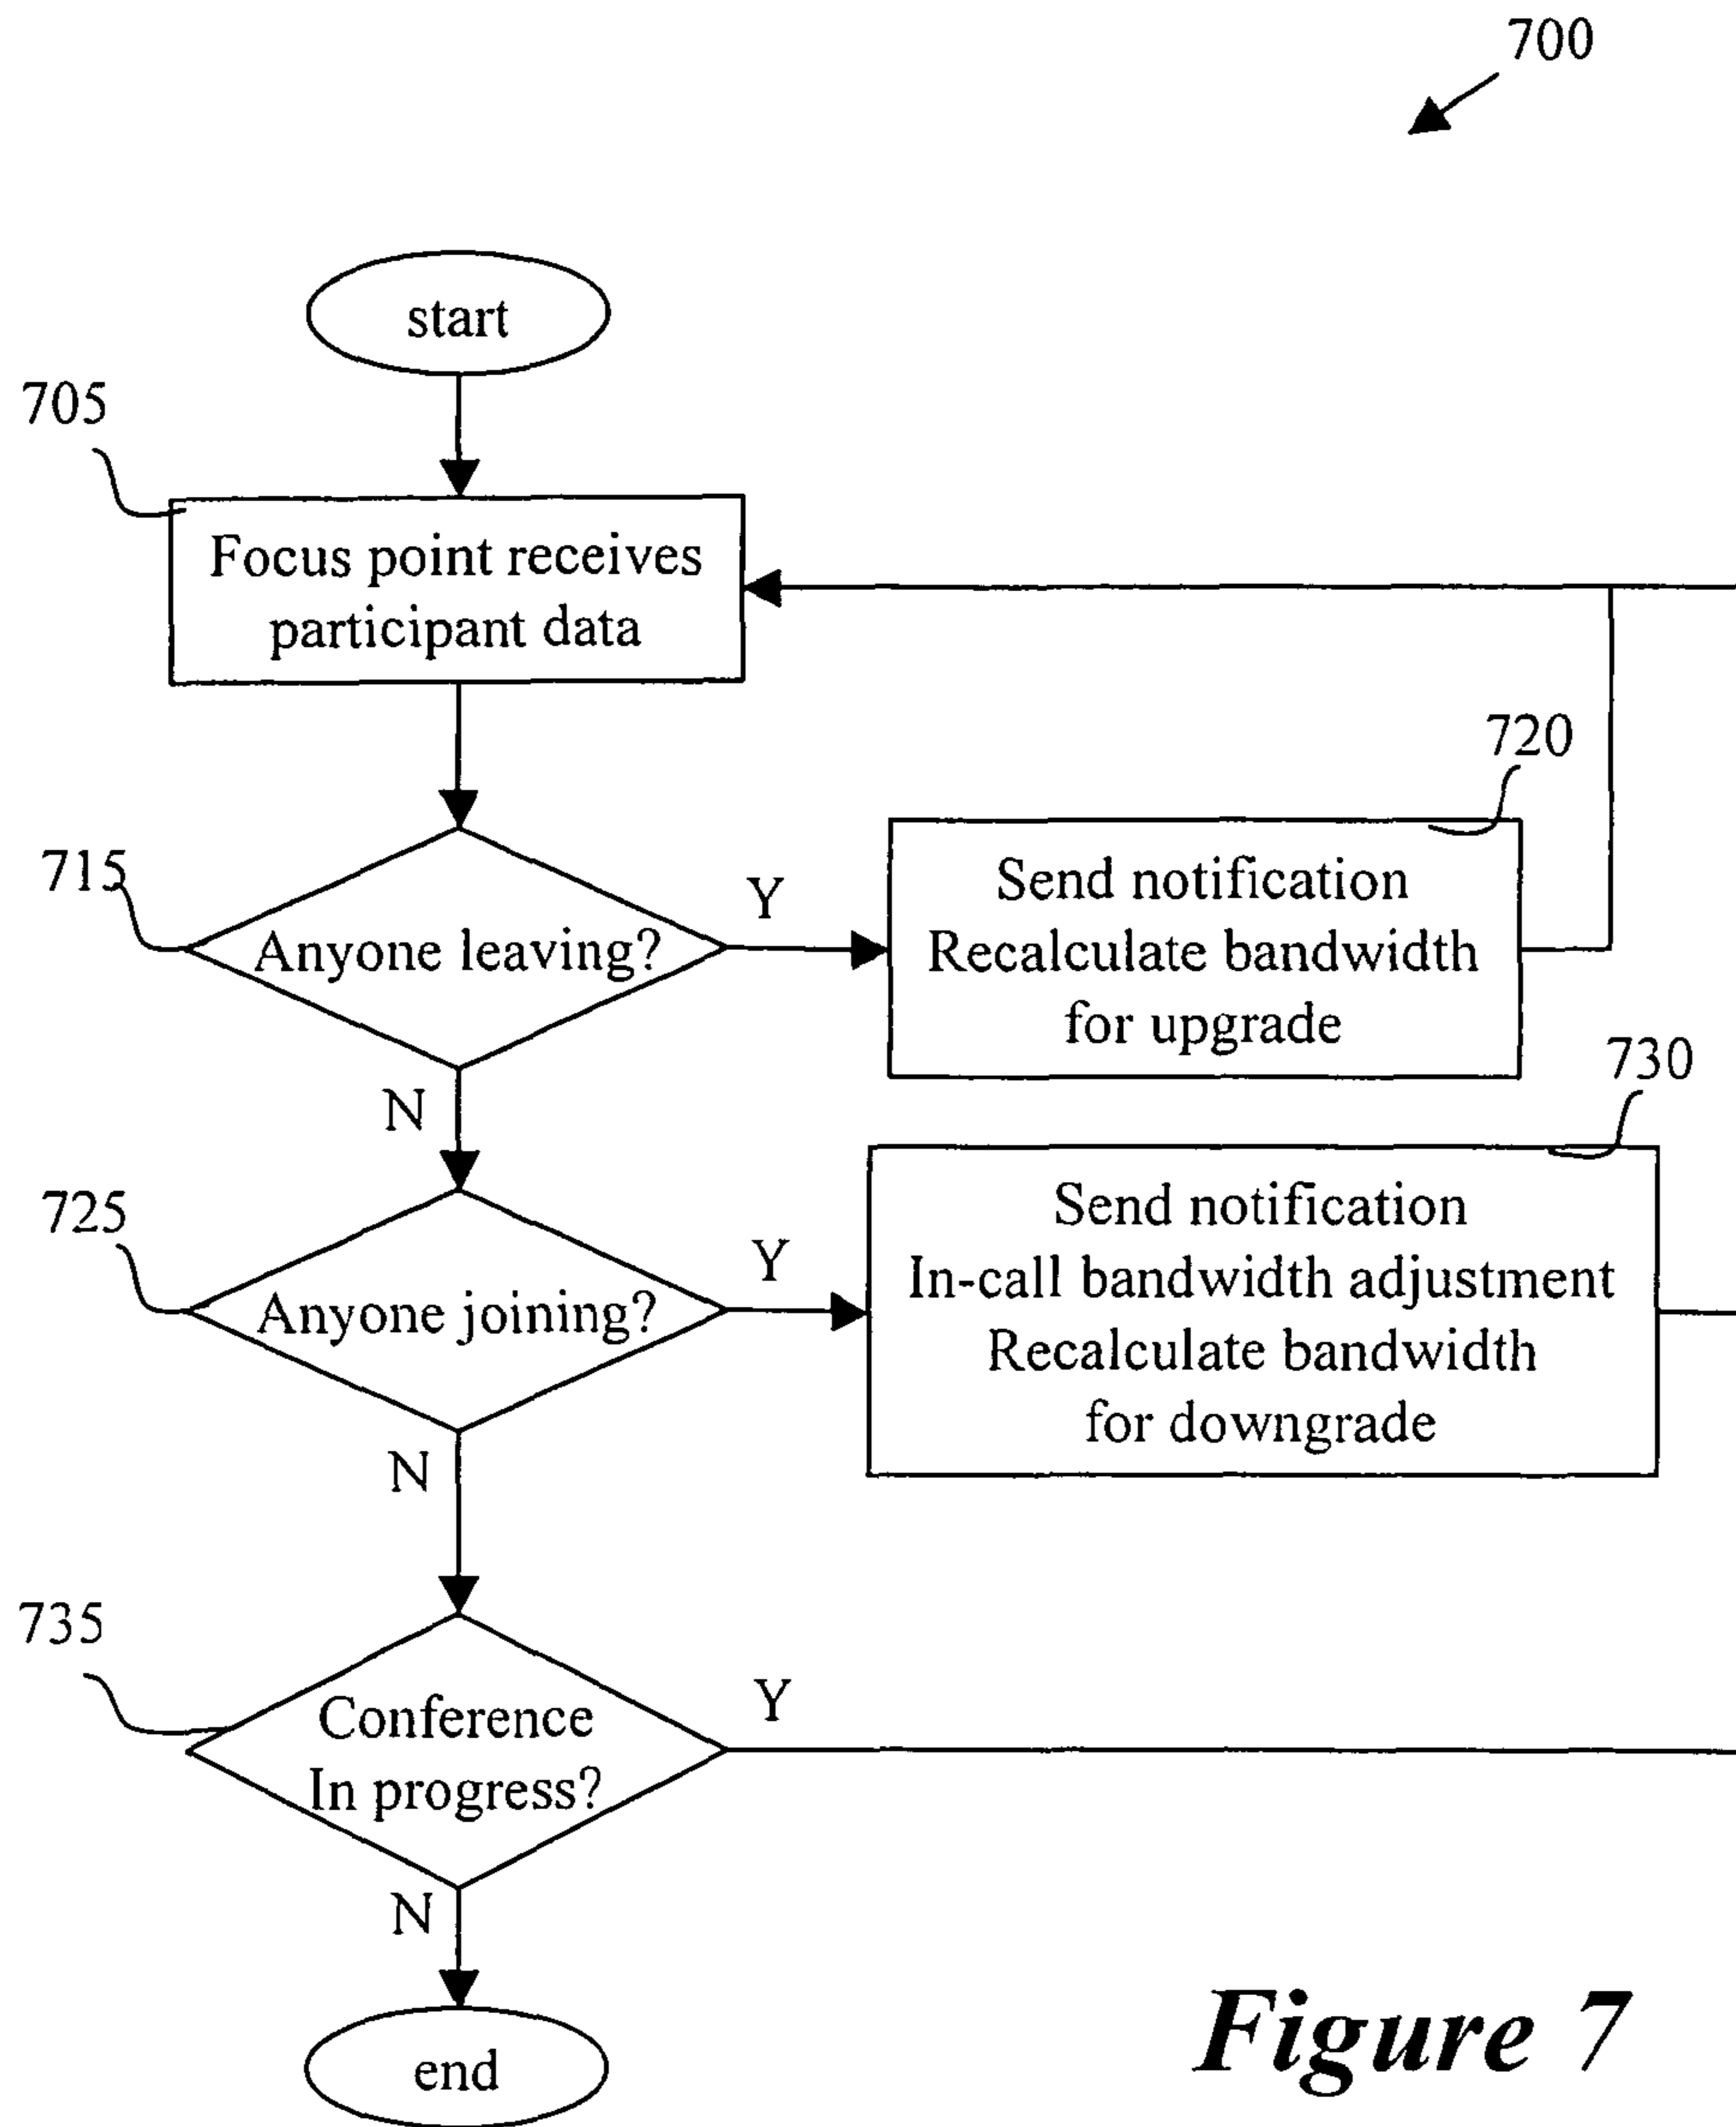 700
start
705
Focus point receives
participant data
720
715
Anyone leaving?
Y
Send notification
Recalculate bandwidth
for upgrade
N
730
725
Anyone joining?
Y
Send notification
In-call bandwidth adjustment
Recalculate bandwidth
for downgrade
N
735
Conference
In progress?
Y
N
end
Figure 7